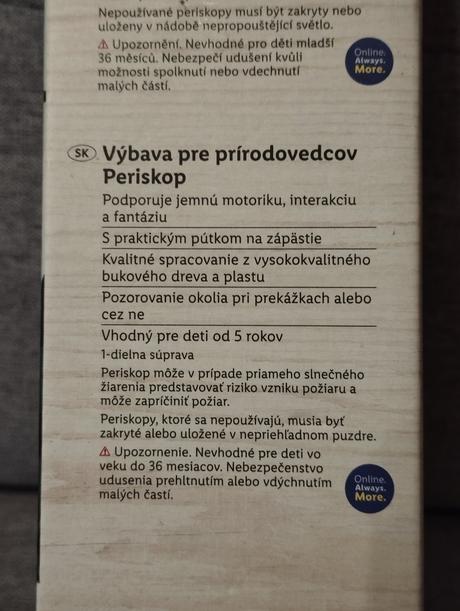 Nepoužívané periskopy musí být zakryty nebo
uloženy v nádobě nepropouštějící světlo.
⚠ Upozornění. Nevhodné pro děti mladší
36 měsíců. Nebezpečí udušení kvůli
možnosti spolknutí nebo vdechnutí
malých částí.
Online.
Always.
More.
SK Výbava pre prírodovedcov
Periskop
Podporuje jemnú motoriku, interakciu
a fantáziu
S praktickým pútkom na zápästie
Kvalitné spracovanie z vysokokvalitného
bukového dreva a plastu
Pozorovanie okolia pri prekážkach alebo
cez ne
Vhodný pre deti od 5 rokov
1-dielna súprava
Periskop môže v prípade priameho slnečného
žiarenia predstavovať riziko vzniku požiaru a
môže zapríčiniť požiar.
Periskopy, ktoré sa nepoužívajú, musia byť
zakryté alebo uložené v nepriehľadnom puzdre.
⚠ Upozornenie. Nevhodné pre deti vo
veku do 36 mesiacov. Nebezpečenstvo
udusenia prehltnutím alebo vdýchnutím
malých častí.
Online.
Always.
More.